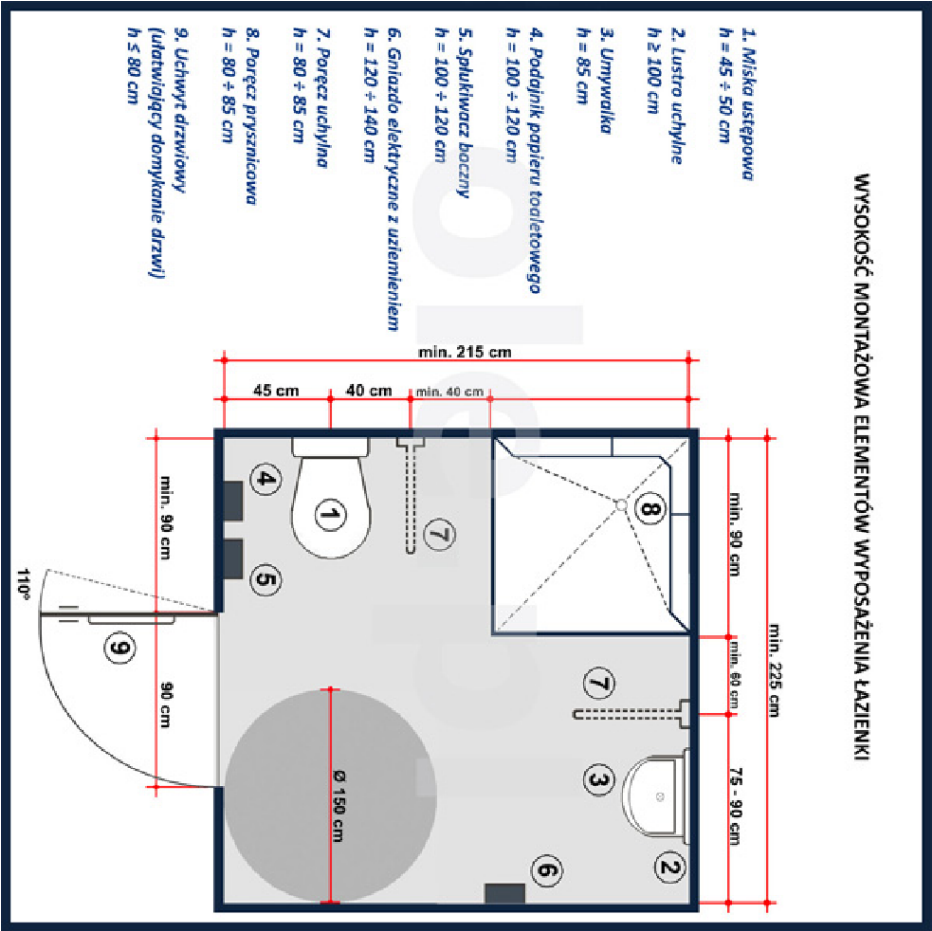 WYSOKOŚĆ MONTAŻOWA ELEMENTÓW WYPOSAŻENIA ŁAZIENKI
1. Miska ustępowa
h = 45 ÷ 50 cm
2. Lustro uchylne
h ≥ 100 cm
3. Umywalka
h = 85 cm
4. Podajnik papieru toaletowego
h = 100 ÷ 120 cm
5. Spłukiwacz boczny
h = 100 ÷ 120 cm
6. Gniazdo elektryczne z uziemieniem
h = 120 ÷ 140 cm
7. Poręcz uchylna
h = 80 ÷ 85 cm
8. Poręcz prysznicowa
h = 80 ÷ 85 cm
9. Uchwyt drzwiowy
(ułatwiający domykanie drzwi)
h ≤ 80 cm
min. 215 cm
45 cm
40 cm
min. 40 cm
min. 90 cm
90 cm
110°
min. 90 cm
min. 60 cm
75 - 90 cm
min. 225 cm
Ø 150 cm
4
1
7
8
5
9
7
3
2
6